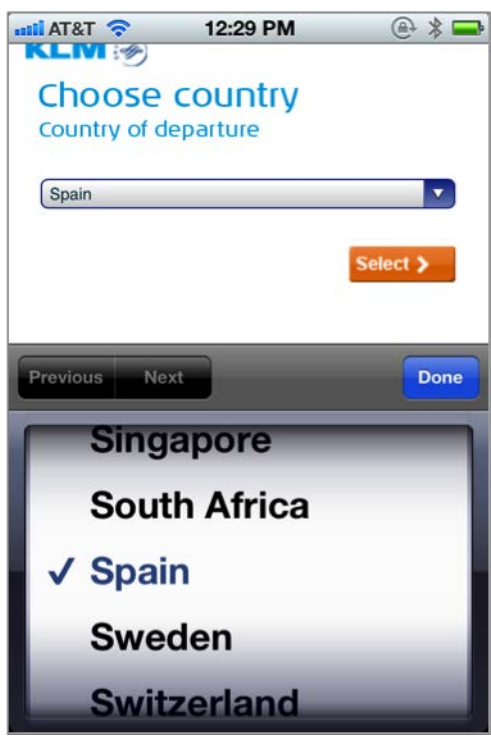 AT&T 12:29 PM
KLM
Choose country
Country of departure
Spain
Select
Previous Next Done
Singapore
South Africa
✓ Spain
Sweden
Switzerland